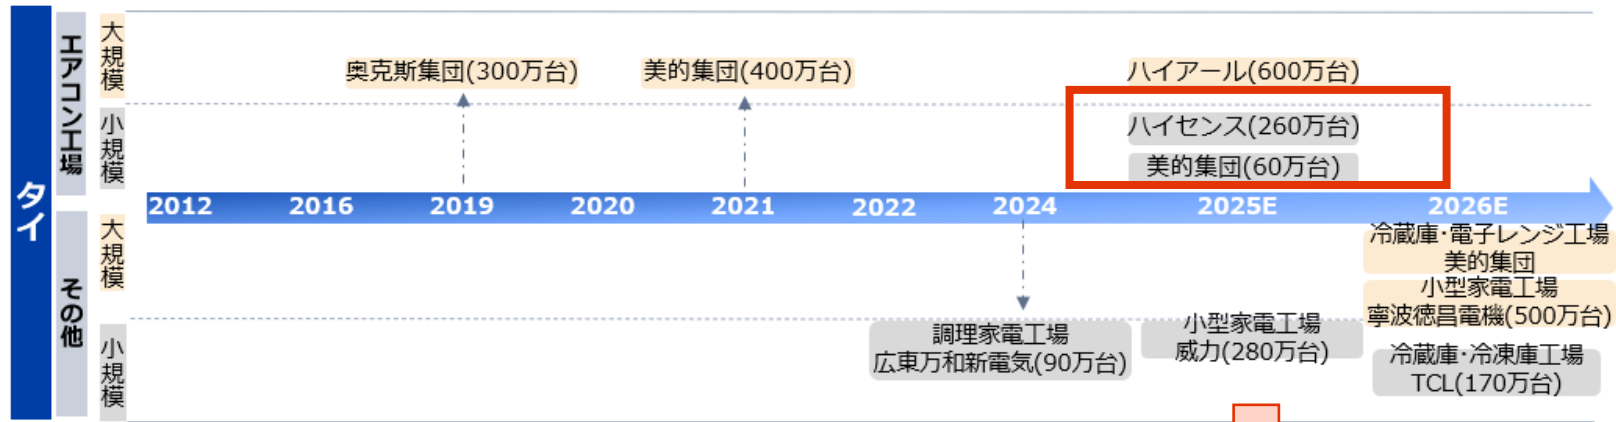 タイ
エアコン工場
大規模
奥克斯集団(300万台)
美的集団(400万台)
ハイアール(600万台)
小規模
ハイセンス(260万台)
美的集団(60万台)
2012 2016 2019 2020 2021 2022 2024 2025E 2026E
その他
大規模
冷蔵庫・電子レンジ工場
美的集団
小型家電工場
寧波徳昌電機(500万台)
小規模
調理家電工場
広東万和新電気(90万台)
小型家電工場
威力(280万台)
冷蔵庫・冷凍庫工場
TCL(170万台)